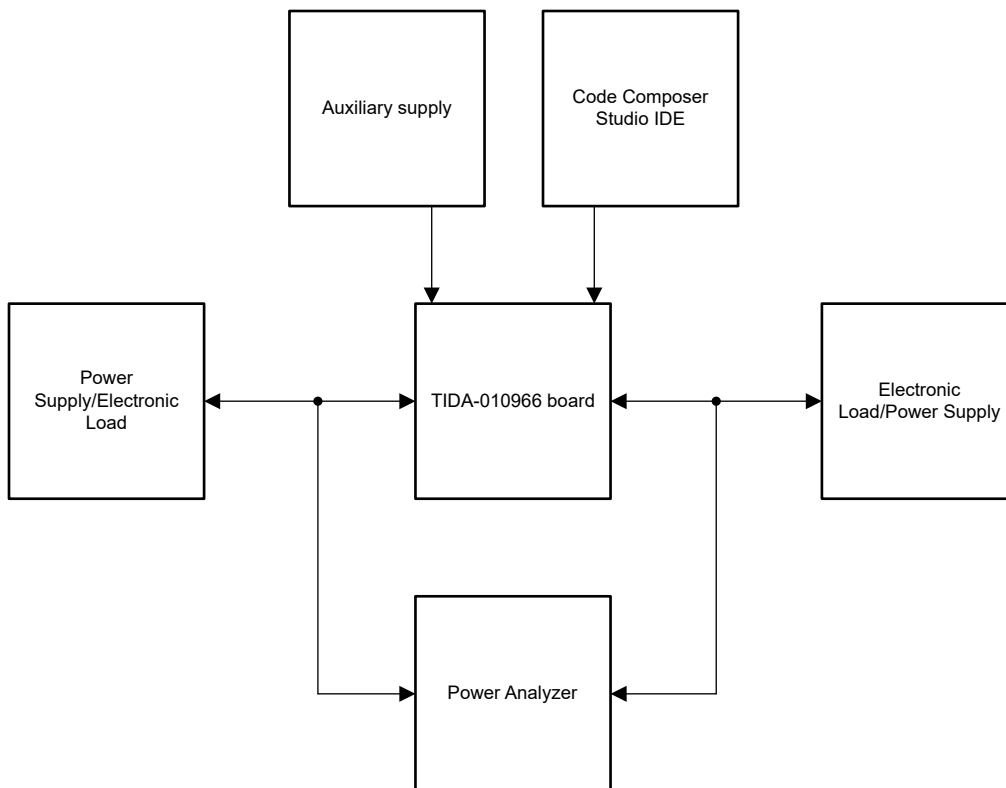 Auxiliary supply
Code Composer
Studio IDE
Power
Supply/Electronic
Load
TIDA-010966 board
Electronic
Load/Power Supply
Power Analyzer